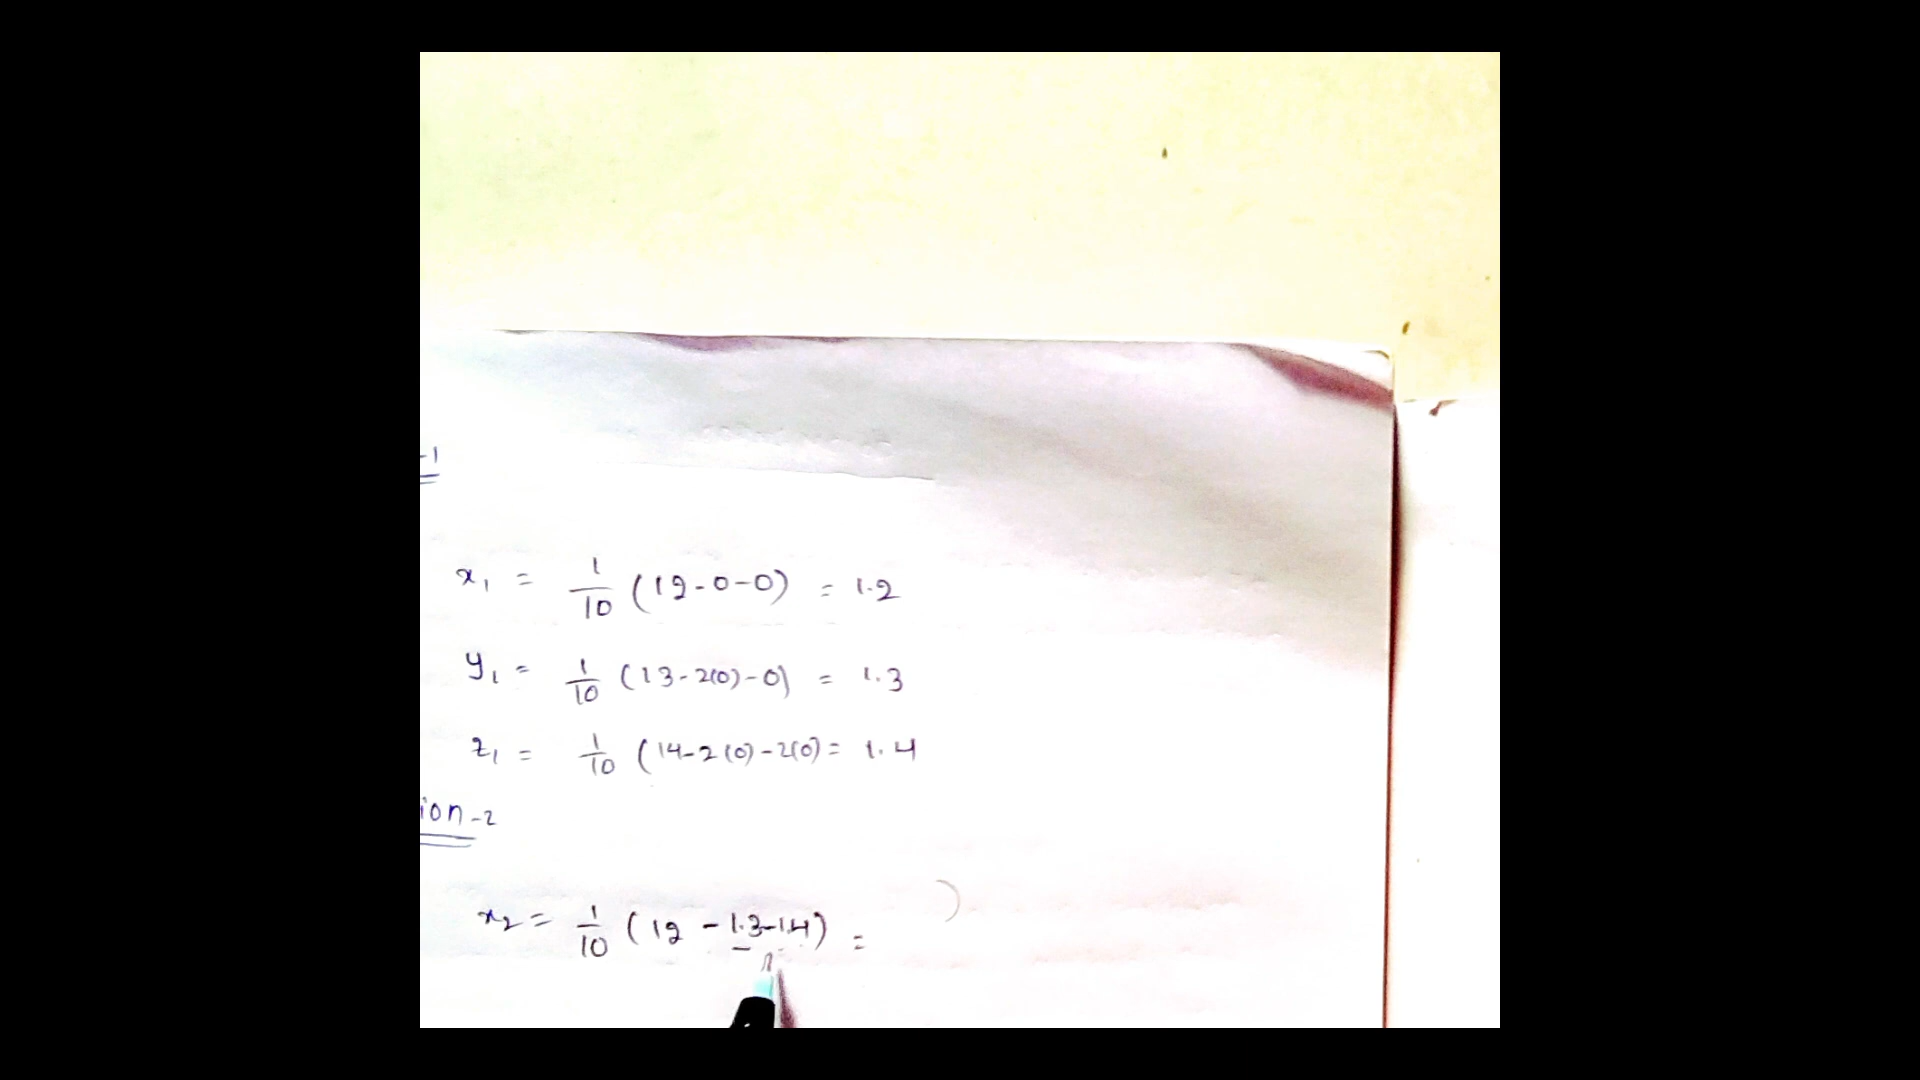 -1
x₁ = 1/10 (12-0-0) = 1.2
y₁ = 1/10 (13-2(0)-0) = 1.3
z₁ = 1/10 (14-2(0)-2(0) = 1.4
ion-2
x₂ = 1/10 (12 - 1.3-1.4) =